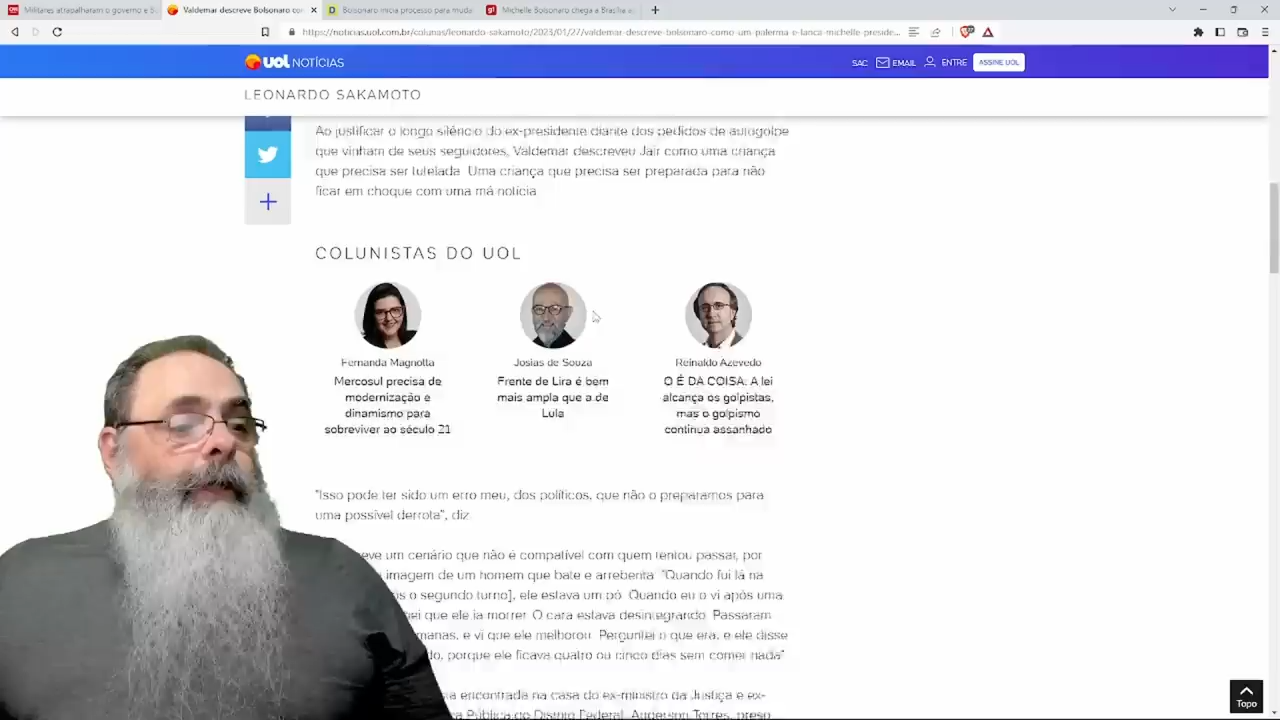 Militares atrapalharam o governo e B
Valdemar descreve Bolsonaro co
Bolsonaro inicia processo para muda
Michelle Bolsonaro chega a Brasília a
https://noticias.uol.com.br/colunas/leonardo-sakamoto/2023/01/27/valdemar-descreve-bolsonaro-como-um-palerma-e-lanca-michelle-preside...
UOL NOTÍCIAS
SAC
EMAIL
ENTRE
ASSINE UOL
LEONARDO SAKAMOTO
Ao justificar o longo silêncio do ex-presidente diante dos pedidos de autogolpe
que vinham de seus seguidores, Valdemar descreveu Jair como uma criança
que precisa ser tutelada. Uma criança que precisa ser preparada para não
ficar em choque com uma má notícia.
COLUNISTAS DO UOL
Fernanda Magnotta
Mercosul precisa de
modernização e
dinamismo para
sobreviver ao século 21
Josias de Souza
Frente de Lira é bem
mais ampla que a de
Lula
Reinaldo Azevedo
O É DA COISA: A lei
alcança os golpistas,
mas o golpismo
continua assanhado
"Isso pode ter sido um erro meu, dos políticos, que não o preparamos para
uma possível derrota", diz.
eve um cenário que não é compatível com quem tentou passar, por
imagem de um homem que bate e arrebenta. "Quando fui lá na
os o segundo turno], ele estava um pó. Quando eu o vi após uma
ei que ele ia morrer. O cara estava desintegrando. Passaram
manas, e vi que ele melhorou. Perguntei o que era, e ele disse
do, porque ele ficava quatro ou cinco dias sem comer nada"
a encontrada na casa do ex-ministro da Justiça e ex-
a Pública do Distrito Federal, Anderson Torres, preso
Topo